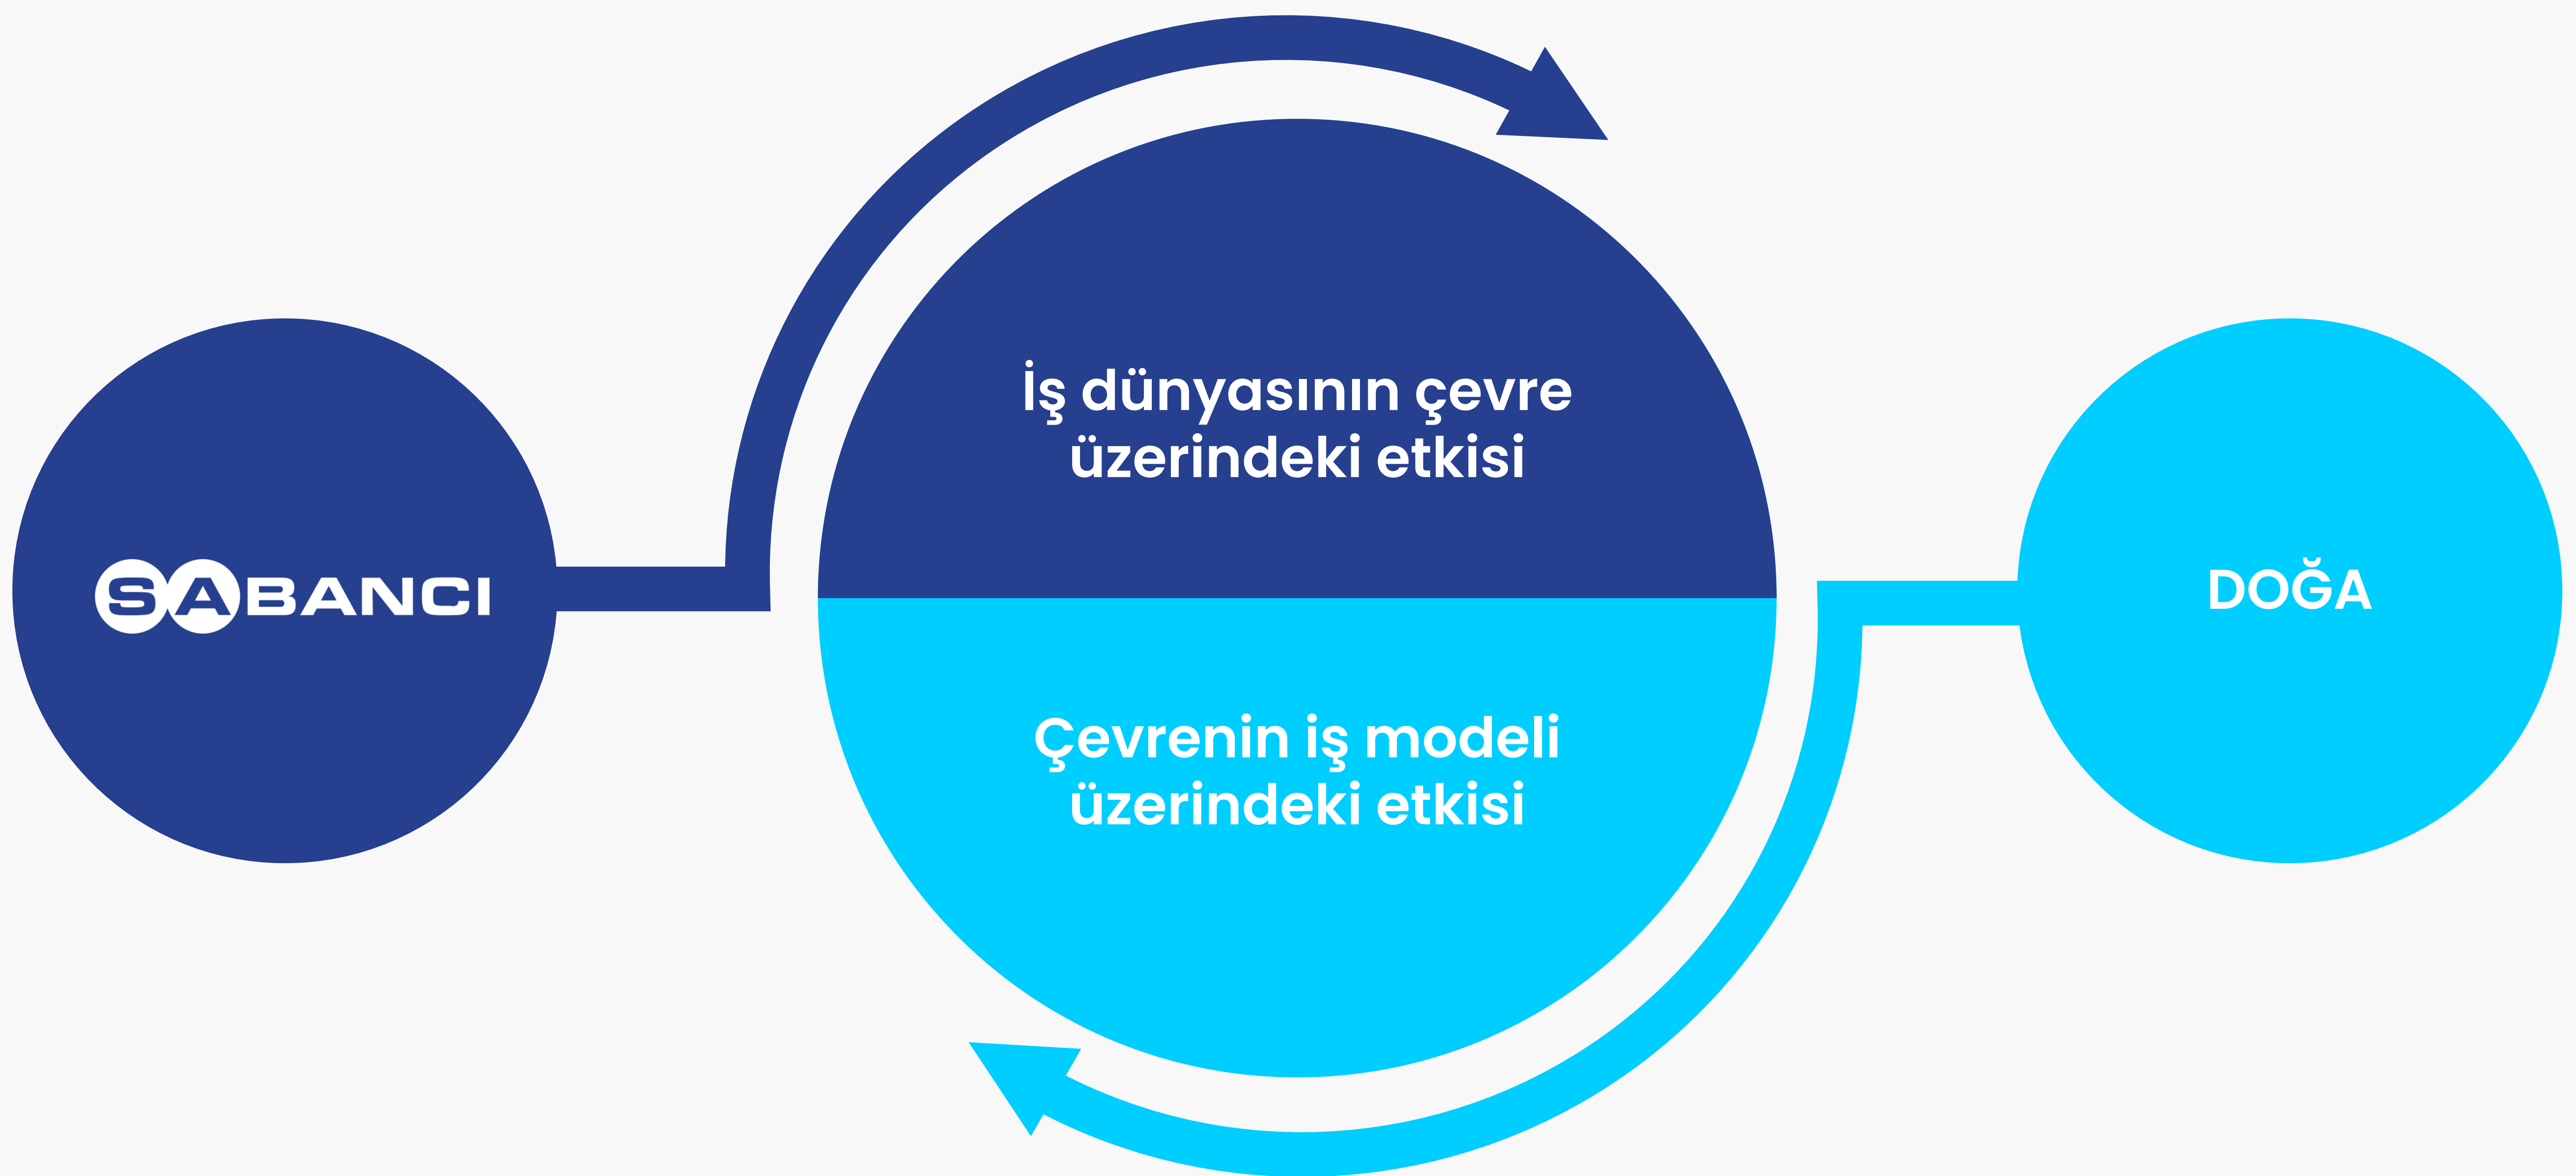 SABANCI
İş dünyasının çevre
üzerindeki etkisi
Çevrenin iş modeli
üzerindeki etkisi
DOĞA